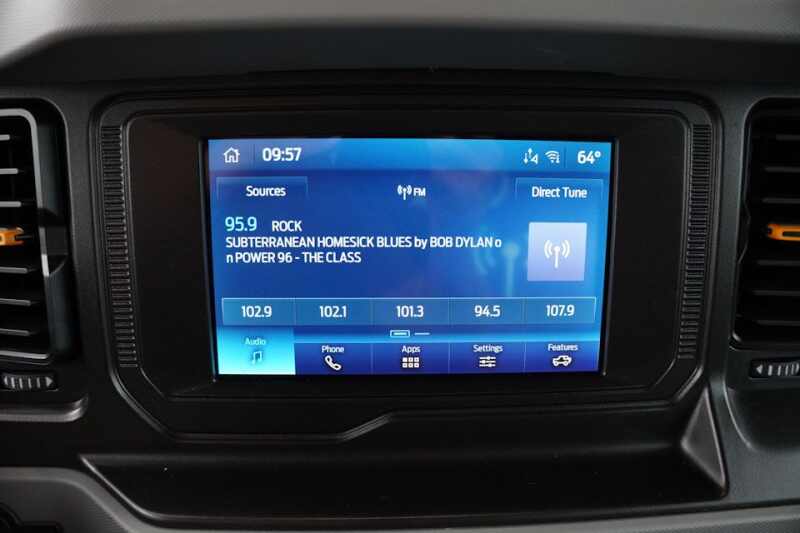 09:57 64°
Sources FM Direct Tune
95.9 ROCK
SUBTERRANEAN HOMESICK BLUES by BOB DYLAN o
n POWER 96 - THE CLASS
102.9 102.1 101.3 94.5 107.9
Audio Phone Apps Settings Features